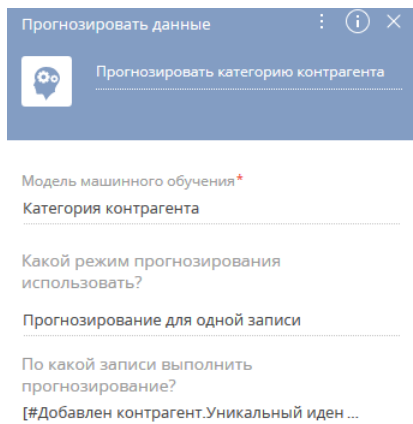 Прогнозировать данные
Прогнозировать категорию контрагента
Модель машинного обучения*
Категория контрагента
Какой режим прогнозирования
использовать?
Прогнозирование для одной записи
По какой записи выполнить
прогнозирование?
[#Добавлен контрагент.Уникальный иден ...